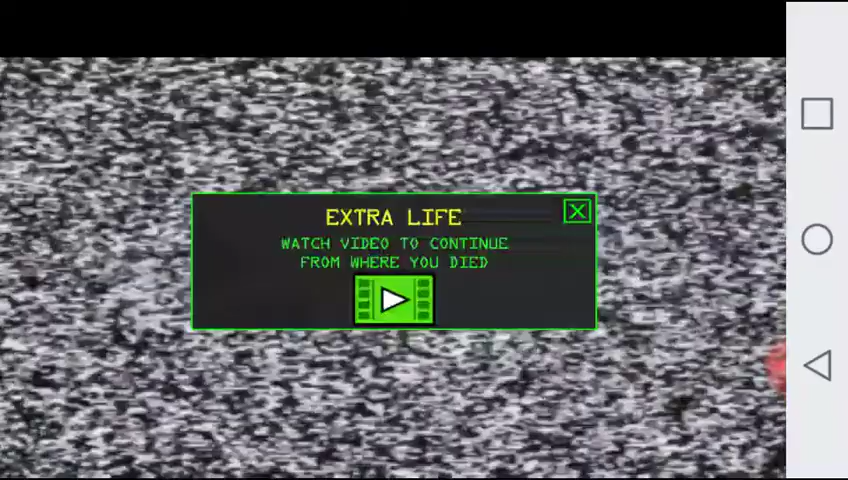 EXTRA LIFE
WATCH VIDEO TO CONTINUE
FROM WHERE YOU DIED